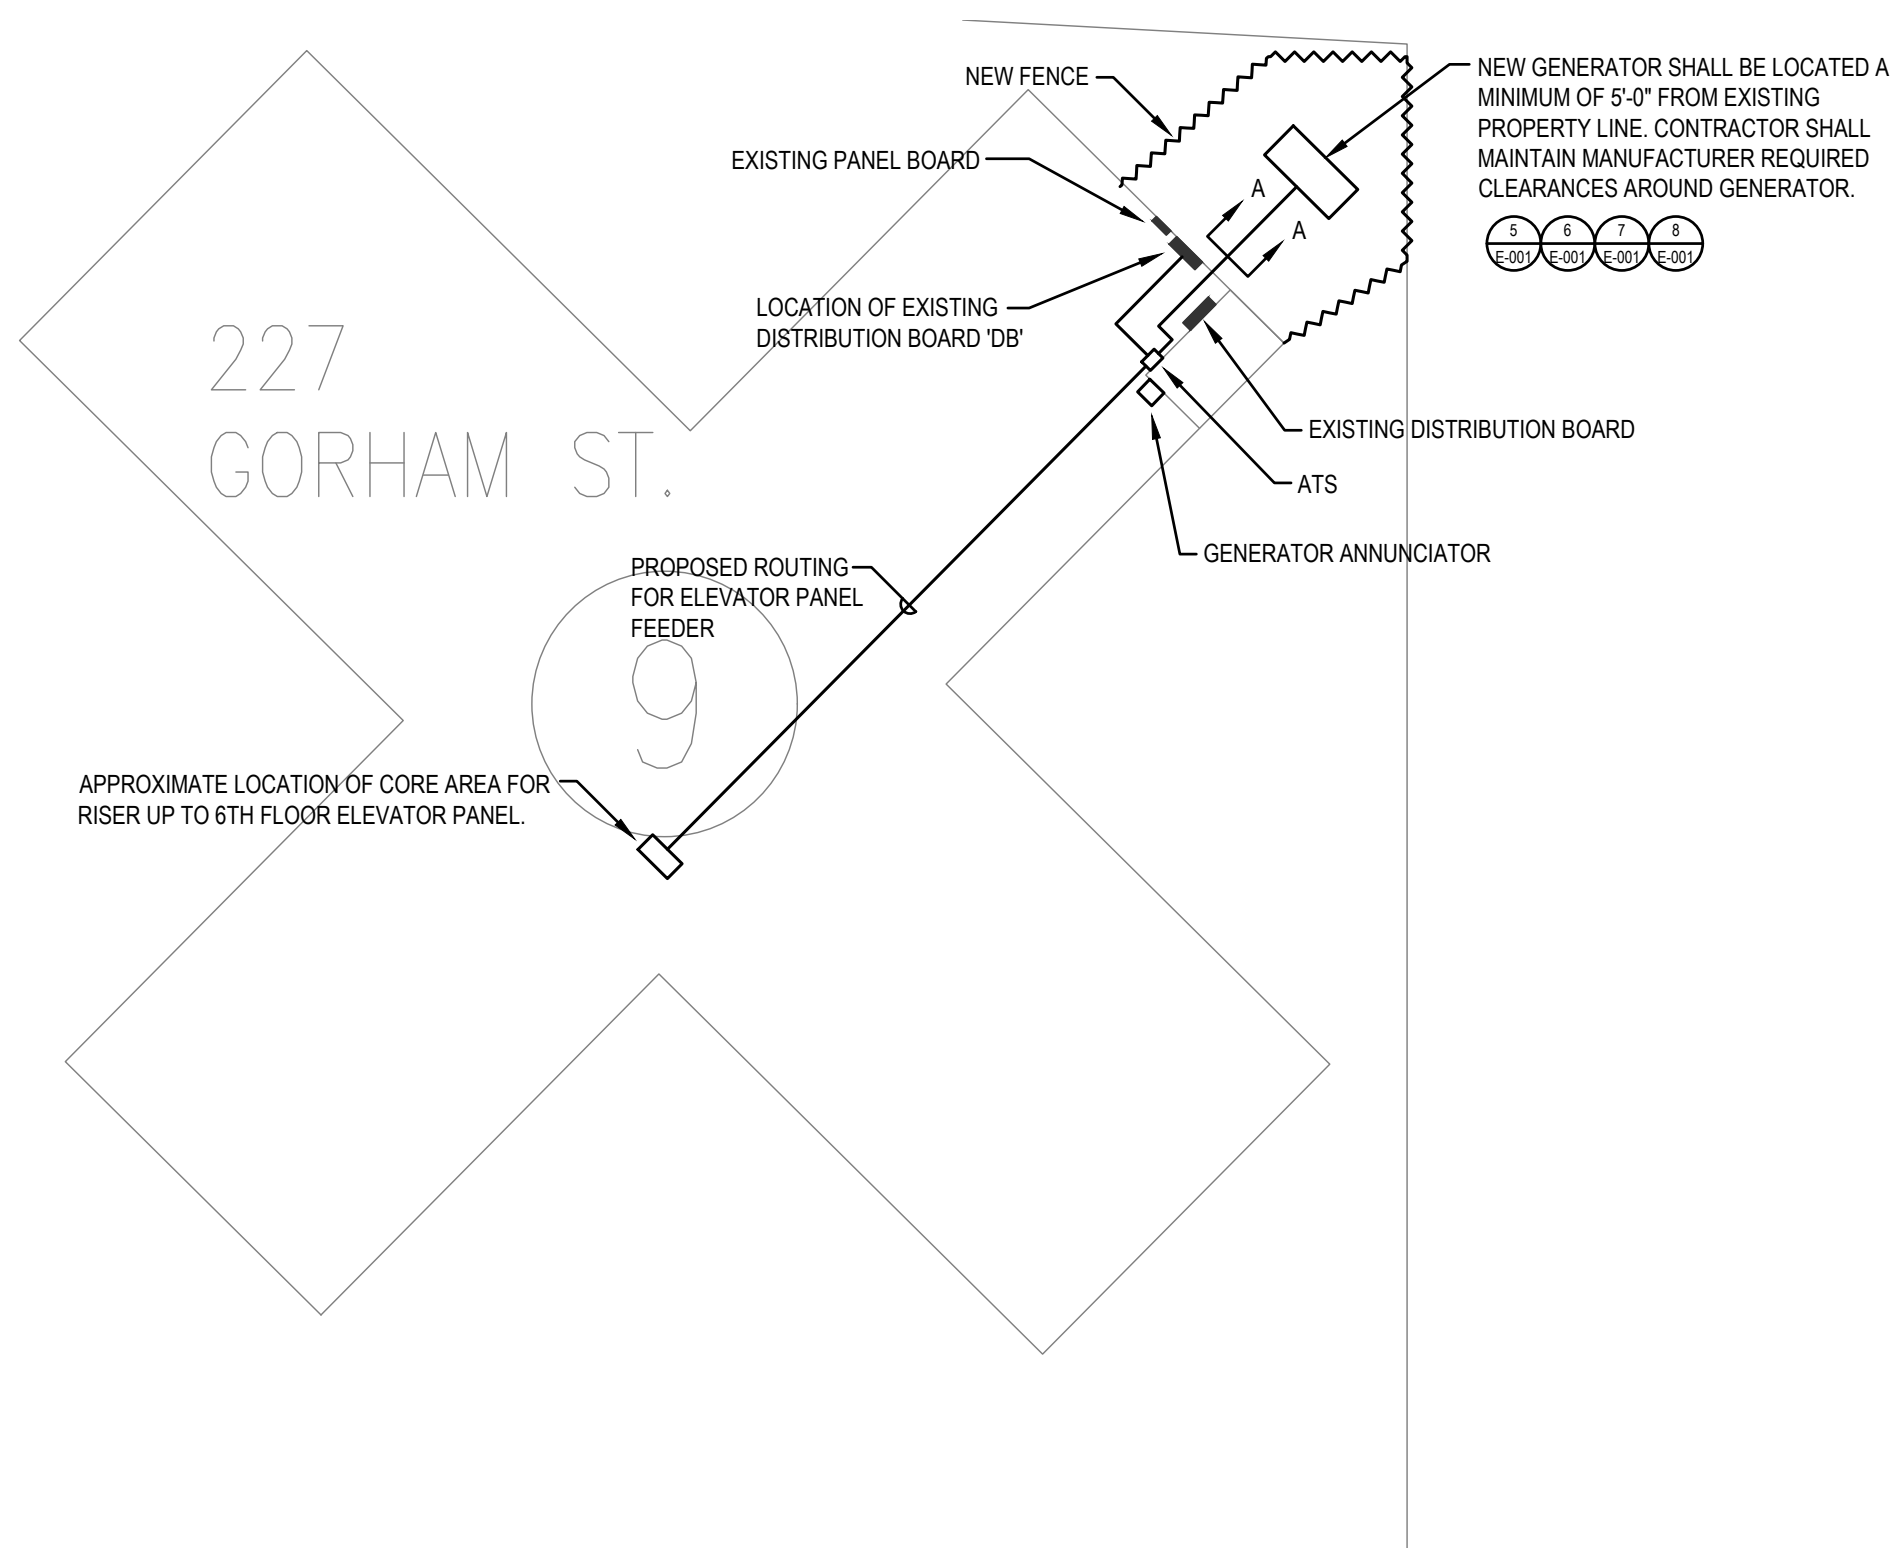 NEW FENCE
NEW GENERATOR SHALL BE LOCATED A
MINIMUM OF 5'-0" FROM EXISTING
PROPERTY LINE. CONTRACTOR SHALL
MAINTAIN MANUFACTURER REQUIRED
CLEARANCES AROUND GENERATOR.
5
E-001
6
E-001
7
E-001
8
E-001
EXISTING PANEL BOARD
A
A
LOCATION OF EXISTING
DISTRIBUTION BOARD 'DB'
227
GORHAM ST.
EXISTING DISTRIBUTION BOARD
ATS
GENERATOR ANNUNCIATOR
PROPOSED ROUTING
FOR ELEVATOR PANEL
FEEDER
9
APPROXIMATE LOCATION OF CORE AREA FOR
RISER UP TO 6TH FLOOR ELEVATOR PANEL.